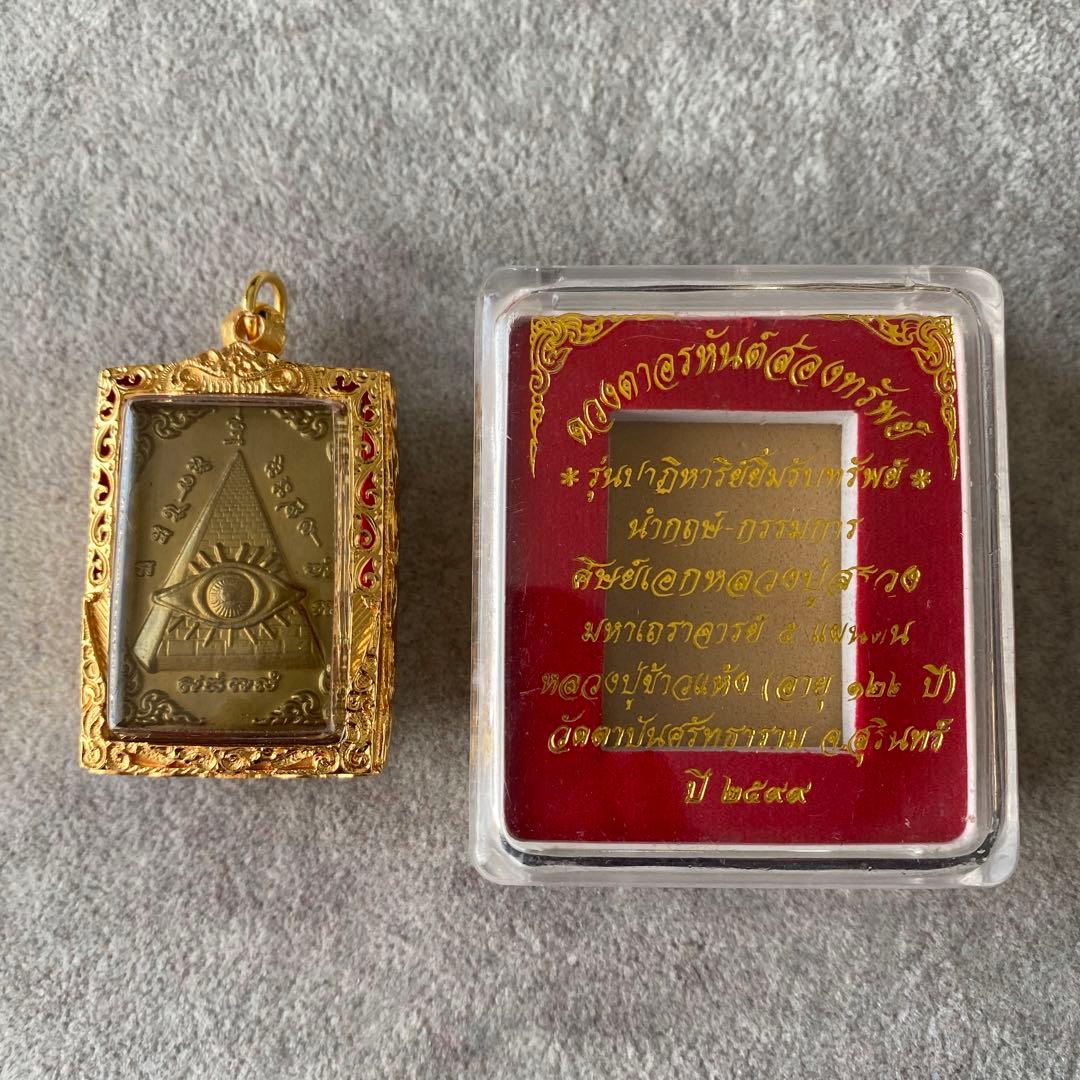 ดวงตาอรหันต์ส่องทรัพย์
* รุ่นปาฏิหาริย์ยิ้มรับทรัพย์ *
นำฤกษ์-กรรมการ
ศิษย์เอกหลวงปู่สรวง
มหาเถราจารย์ ๕ แผ่นดิน
หลวงปู่ข้าวแห้ง (อายุ ๑๒๖ ปี)
วัดตาปันศรัทธาราม จ.สุรินทร์
ปี ๒๕๙๙